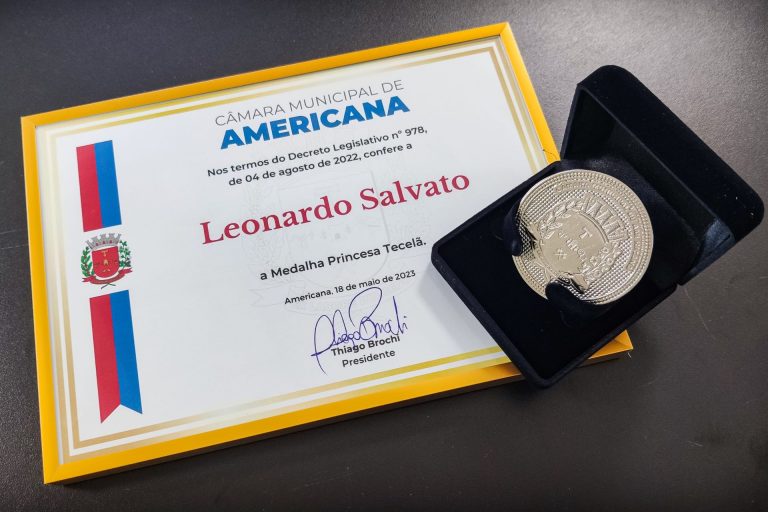 CÂMARA MUNICIPAL DE
AMERICANA
Nos termos do Decreto Legislativo nº 978,
de 04 de agosto de 2022, confere a
Leonardo Salvato
a Medalha Princesa Tecelã.
Americana, 18 de maio de 2023
Thiago Brochi
Presidente